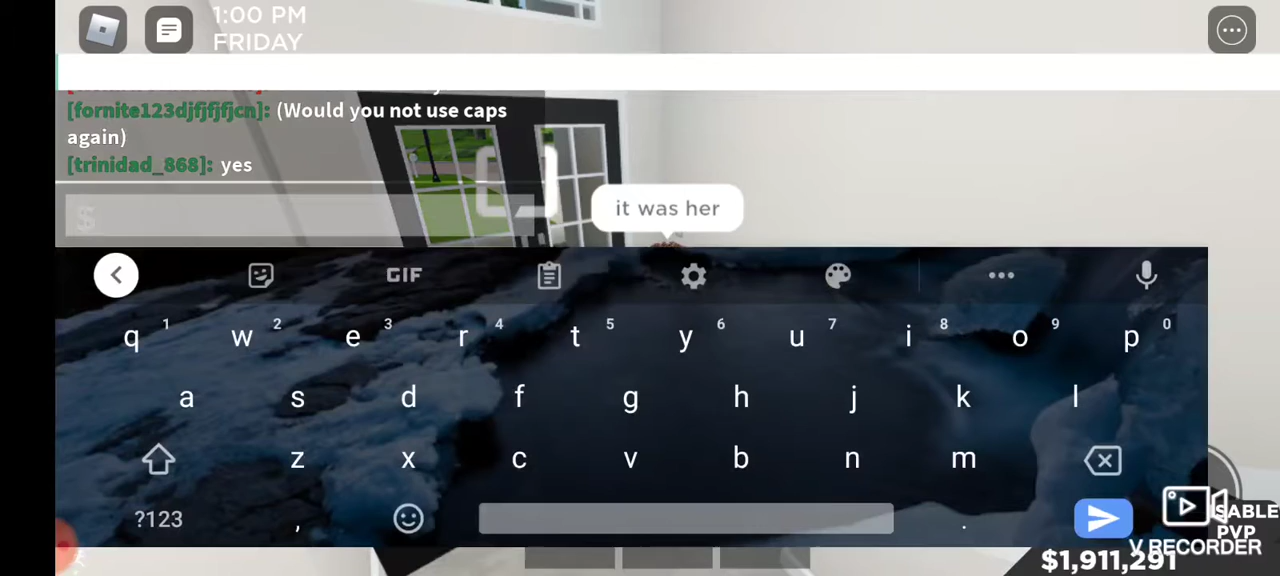 1:00 PM
FRIDAY
[fornite123djfjfjfjcn]: (Would you not use caps
again)
[trinidad_868]: yes
$
it was her
GIF
q 1 w 2 e 3 r 4 t 5 y 6 u 7 i 8 o 9 p 0
a s d f g h j k l
z x c v b n m
?123 , .
SABLE
PVP
V RECORDER
$1,911,291